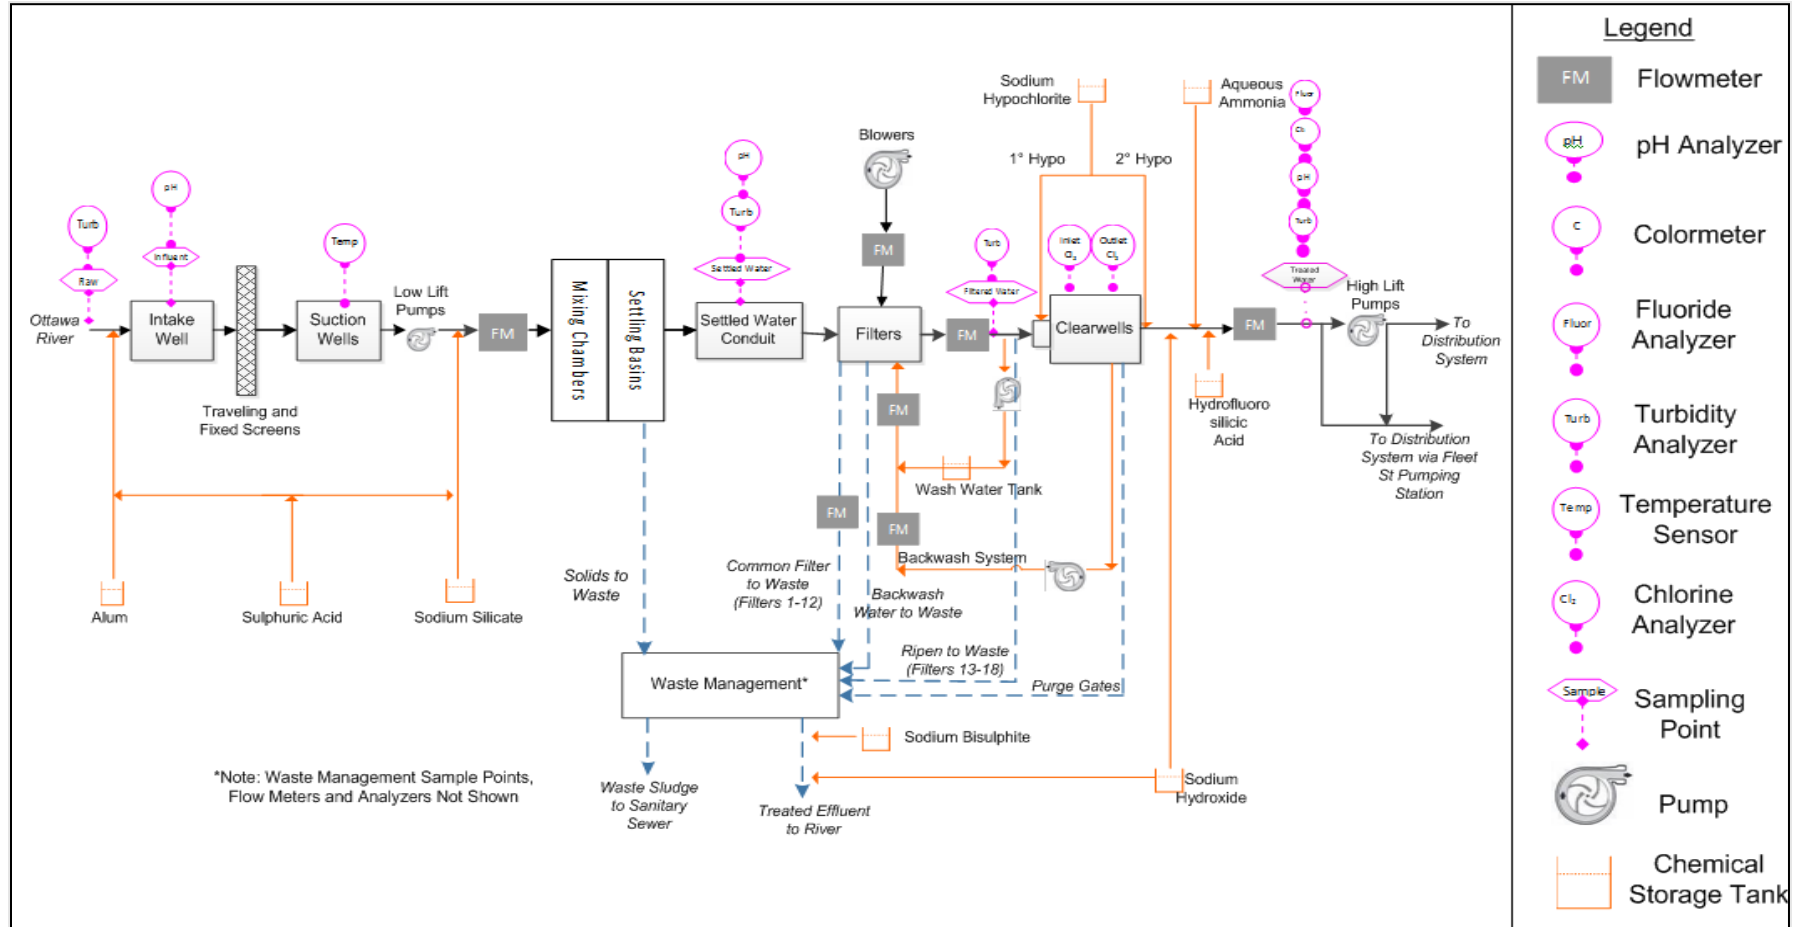 Legend
FM
Flowmeter
pH
pH Analyzer
C
Colormeter
Fluor
Fluoride
Analyzer
Turb
Turbidity
Analyzer
Temp
Temperature
Sensor
Cl₂
Chlorine
Analyzer
Sample
Sampling
Point
Pump
Chemical
Storage Tank
Sodium
Hypochlorite
Aqueous
Ammonia
Fluor
Cl₂
pH
Turb
Treated
Water
1° Hypo
2° Hypo
Blowers
FM
pH
Turb
Settled Water
pH
Influent
Turb
Raw
Temp
Turb
Filtered Water
Inlet
Cl₂
Outlet
Cl₂
Ottawa
River
Intake
Well
Traveling and
Fixed Screens
Suction
Wells
Low Lift
Pumps
FM
Mixing Chambers
Settling Basins
Settled Water
Conduit
Filters
FM
Clearwells
FM
High Lift
Pumps
To
Distribution
System
To Distribution
System via Fleet
St Pumping
Station
Hydrofluoro
silicic
Acid
FM
Wash Water Tank
FM
FM
Backwash System
Alum
Sulphuric Acid
Sodium Silicate
Solids to
Waste
Common Filter
to Waste
(Filters 1-12)
Backwash
Water to Waste
Ripen to Waste
(Filters 13-18)
Purge Gates
Waste Management*
Sodium Bisulphite
Sodium
Hydroxide
*Note: Waste Management Sample Points,
Flow Meters and Analyzers Not Shown
Waste Sludge
to Sanitary
Sewer
Treated Effluent
to River